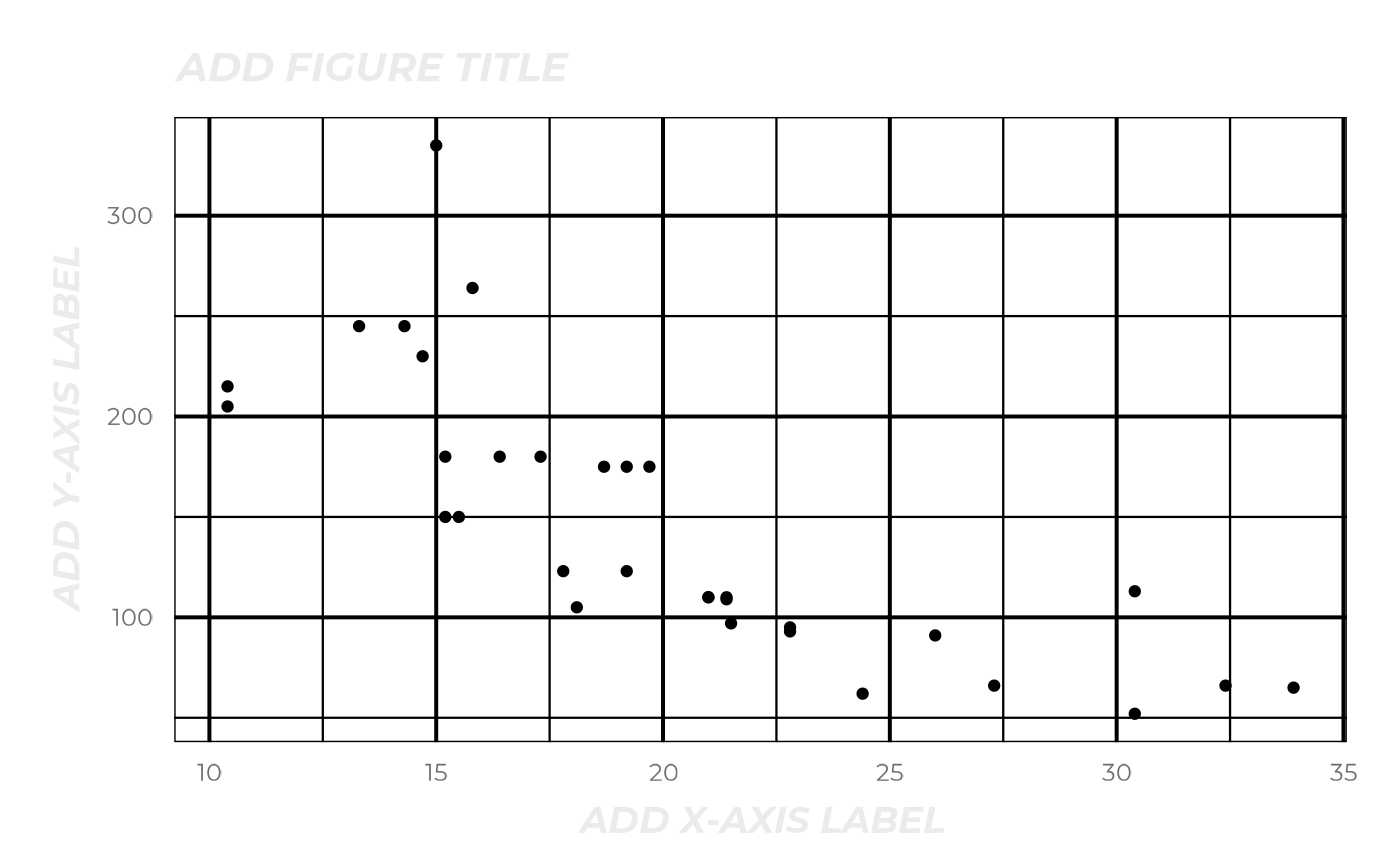 ADD FIGURE TITLE
ADD Y-AXIS LABEL
300
200
100
10 15 20 25 30 35
ADD X-AXIS LABEL